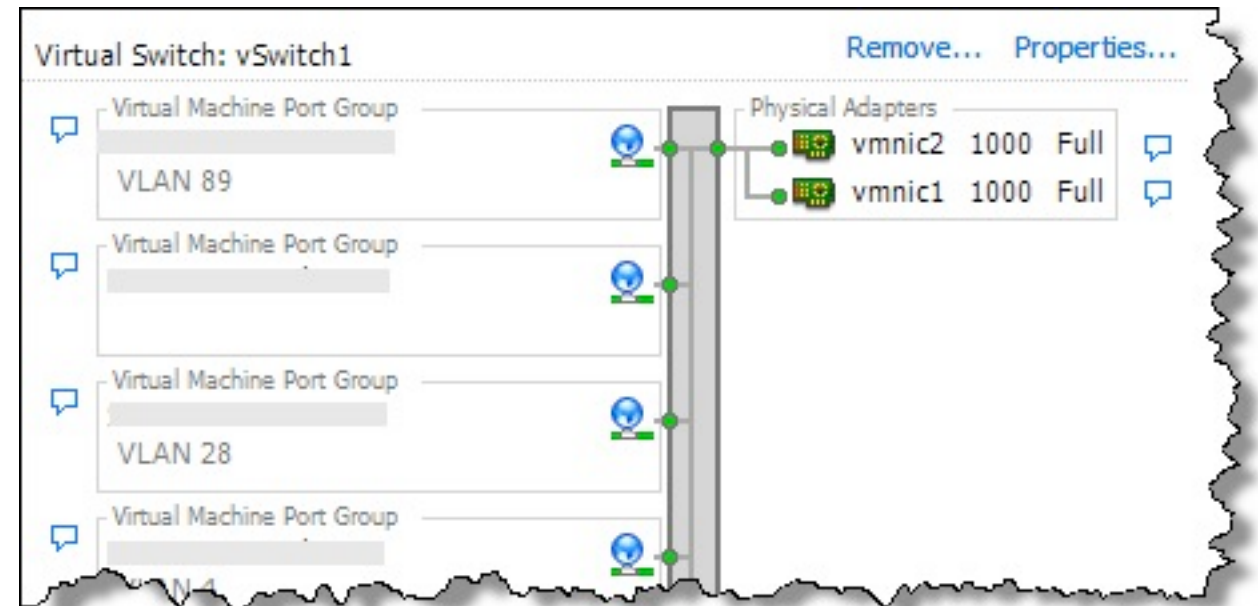 Virtual Switch: vSwitch1 Remove... Properties...
Virtual Machine Port Group
VLAN 89
Physical Adapters
vmnic2 1000 Full
vmnic1 1000 Full
Virtual Machine Port Group
Virtual Machine Port Group
VLAN 28
Virtual Machine Port Group